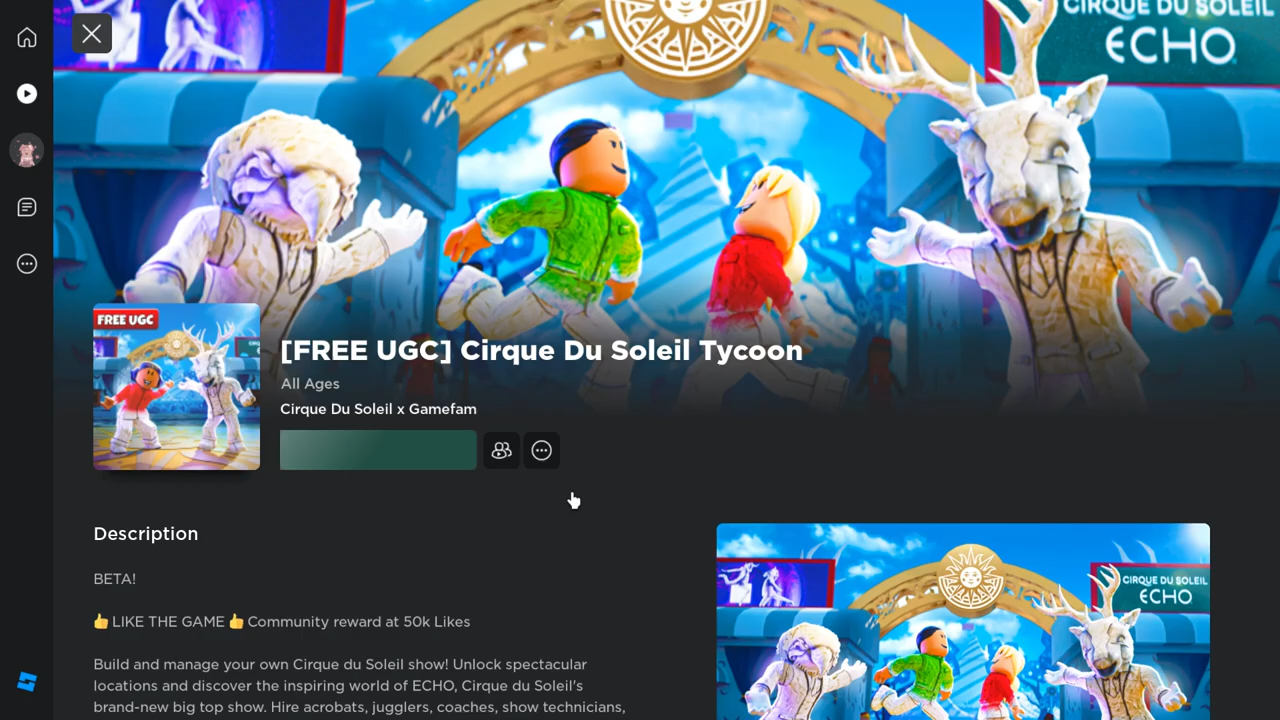 CIRQUE DU SOLEIL
ECHO
FREE UGC
[FREE UGC] Cirque Du Soleil Tycoon
All Ages
Cirque Du Soleil x Gamefam
Description
BETA!
👍LIKE THE GAME👍Community reward at 50k Likes
Build and manage your own Cirque du Soleil show! Unlock spectacular
locations and discover the inspiring world of ECHO, Cirque du Soleil's
brand-new big top show. Hire acrobats, jugglers, coaches, show technicians,
CIRQUE DU SOLEIL
ECHO